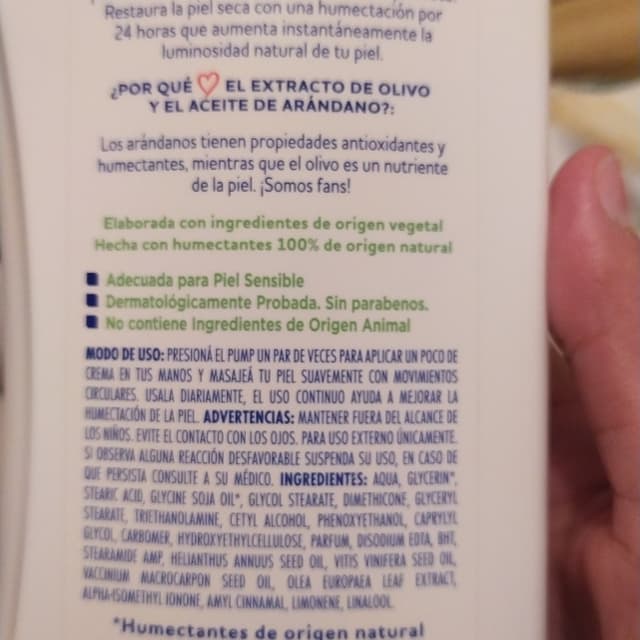 Restaura la piel seca con una humectación por
24 horas que aumenta instantáneamente la
luminosidad natural de tu piel.
¿POR QUÉ EL EXTRACTO DE OLIVO
Y EL ACEITE DE ARÁNDANO?:
Los arándanos tienen propiedades antioxidantes y
humectantes, mientras que el olivo es un nutriente
de la piel. ¡Somos fans!
Elaborada con ingredientes de origen vegetal
Hecha con humectantes 100% de origen natural
Adecuada para Piel Sensible
Dermatológicamente Probada. Sin parabenos.
No contiene Ingredientes de Origen Animal
MODO DE USO: PRESIONÁ EL PUMP UN PAR DE VECES PARA APLICAR UN POCO DE
CREMA EN TUS MANOS Y MASAJEÁ TU PIEL SUAVEMENTE CON MOVIMIENTOS
CIRCULARES. USALA DIARIAMENTE, EL USO CONTINUO AYUDA A MEJORAR LA
HUMECTACIÓN DE LA PIEL. ADVERTENCIAS: MANTENER FUERA DEL ALCANCE DE
LOS NIÑOS. EVITE EL CONTACTO CON LOS OJOS. PARA USO EXTERNO ÚNICAMENTE.
SI OBSERVA ALGUNA REACCIÓN DESFAVORABLE SUSPENDA SU USO, EN CASO DE
QUE PERSISTA CONSULTE A SU MÉDICO. INGREDIENTES: AQUA, GLYCERIN*,
STEARIC ACID, GLYCINE SOJA OIL*, GLYCOL STEARATE, DIMETHICONE, GLYCERYL
STEARATE, TRIETHANOLAMINE, CETYL ALCOHOL, PHENOXYETHANOL, CAPRYLYL
GLYCOL, CARBOMER, HYDROXYETHYLCELLULOSE, PARFUM, DISODIUM EDTA, BHT,
STEARAMIDE AMP, HELIANTHUS ANNUUS SEED OIL, VITIS VINIFERA SEED OIL,
VACCINIUM MACROCARPON SEED OIL, OLEA EUROPAEA LEAF EXTRACT,
ALPHA-ISOMETHYL IONONE, AMYL CINNAMAL, LIMONENE, LINALOOL.
*Humectantes de origen natural